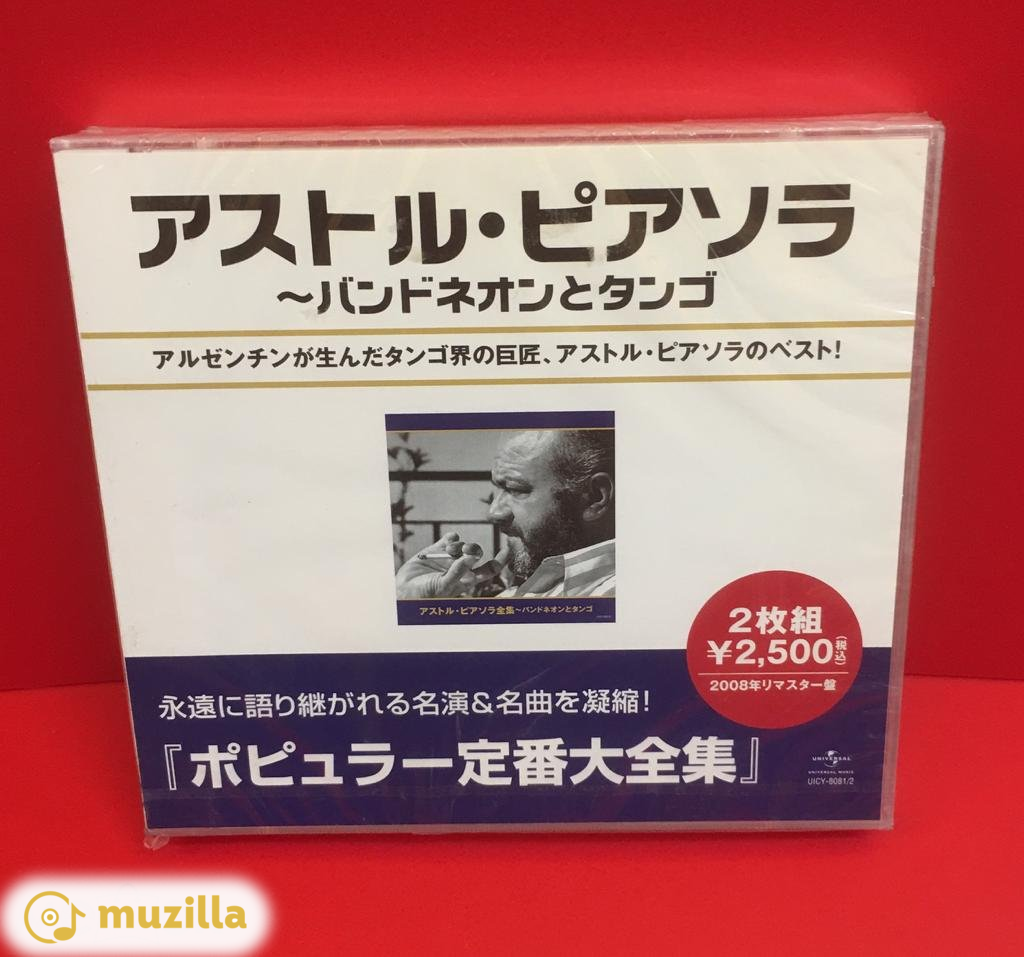 アストル・ピアソラ
〜バンドネオンとタンゴ
アルゼンチンが生んだタンゴ界の巨匠、アストル・ピアソラのベスト!
アストル・ピアソラ全集〜バンドネオンとタンゴ
2枚組
¥2,500(税込)
2008年リマスター盤
永遠に語り継がれる名演&名曲を凝縮!
『ポピュラー定番大全集』
UNIVERSAL
UNIVERSAL MUSIC
UICY-8081/2
muzilla